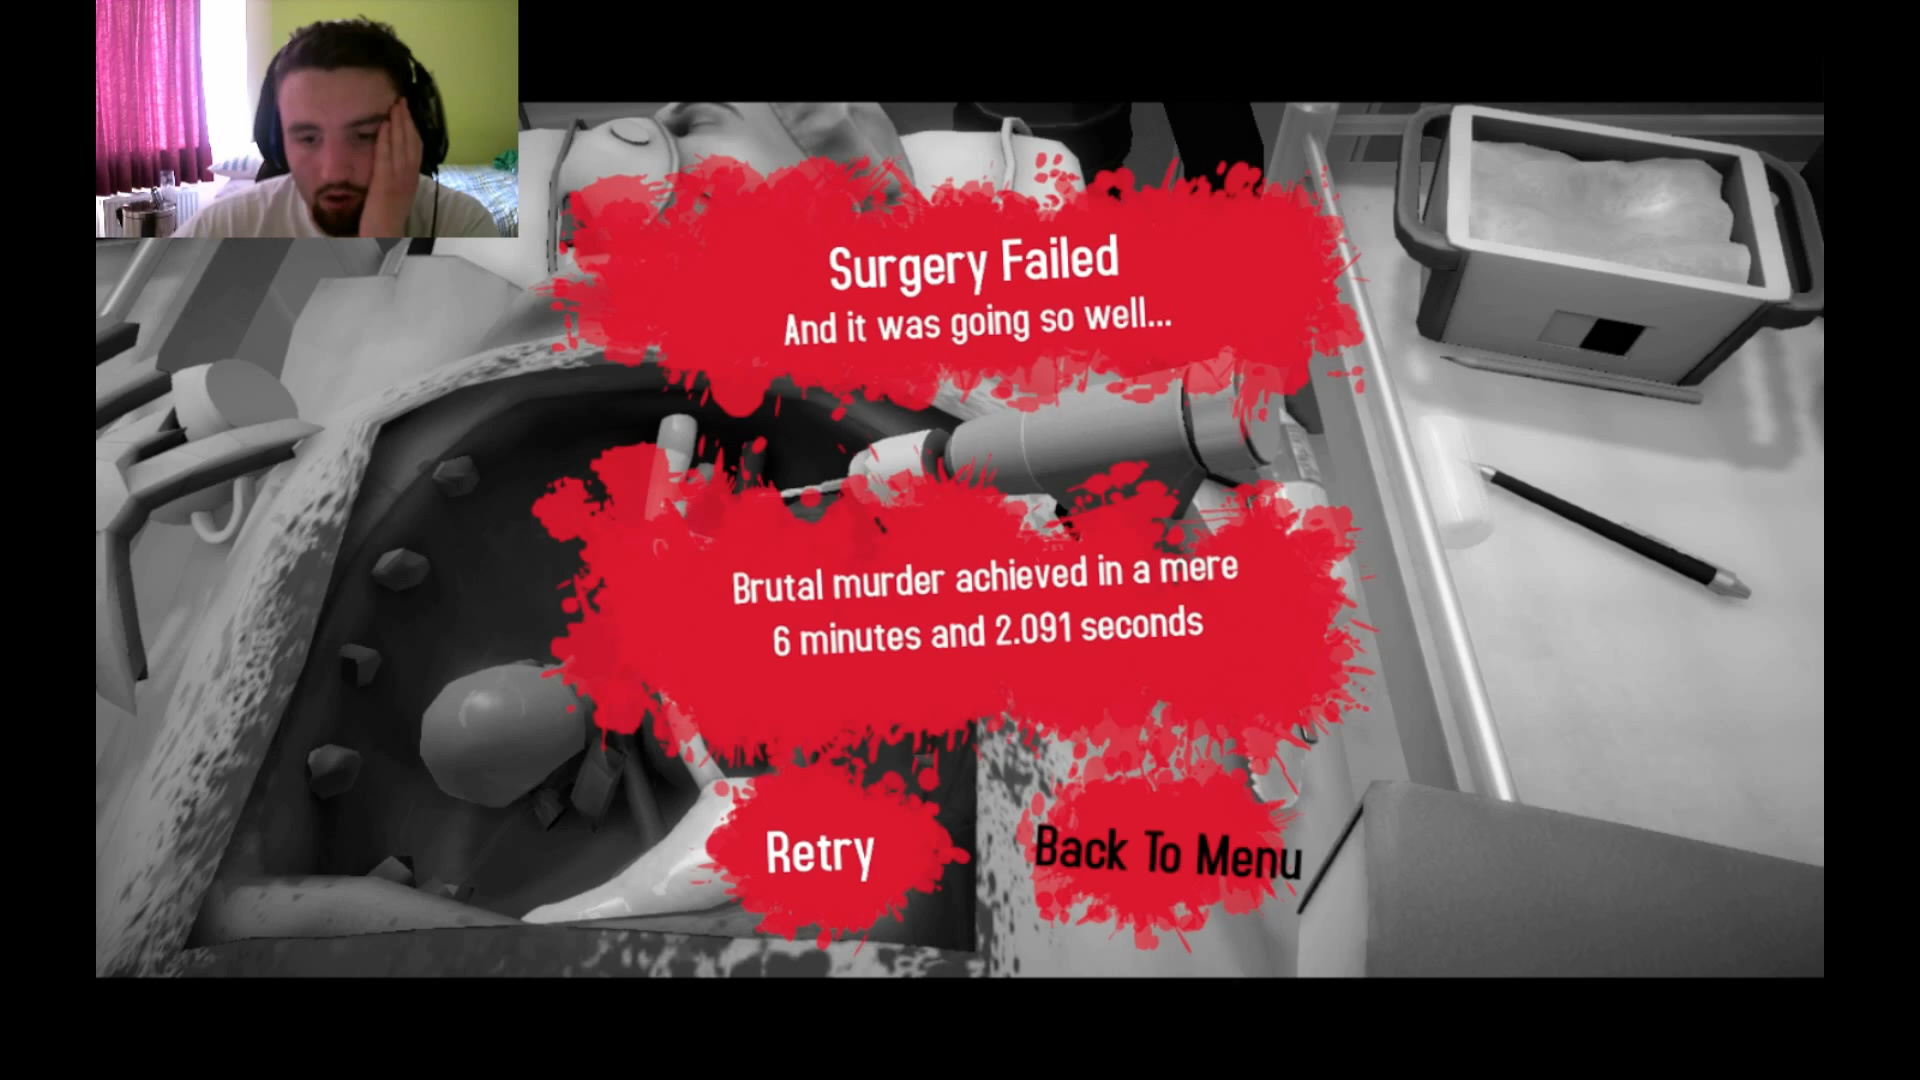 Surgery Failed
And it was going so well...
Brutal murder achieved in a mere
6 minutes and 2.091 seconds
Retry
Back To Menu